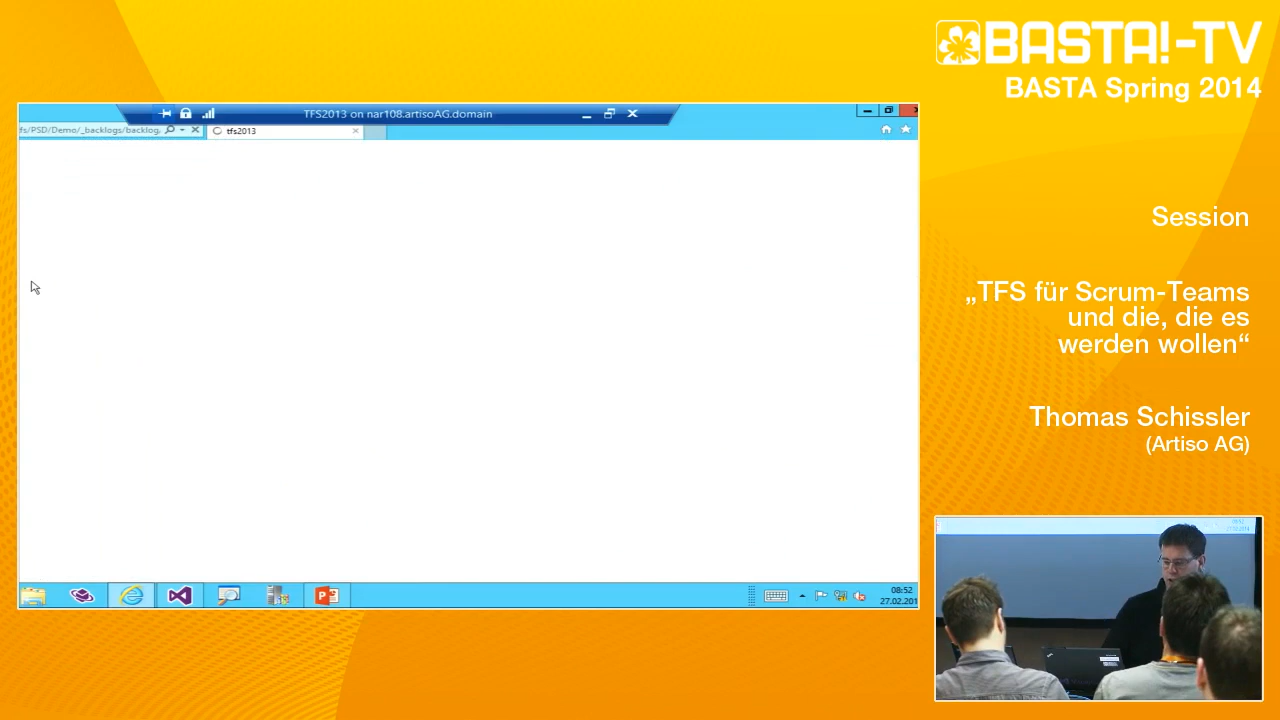 BASTA!-TV
BASTA Spring 2014
TFS2013 on nar108.artisoAG.domain
fs/PSD/Demo/_backlogs/backlog.
tfs2013
Session
„TFS für Scrum-Teams
und die, die es
werden wollen“
Thomas Schissler
(Artiso AG)
08:52
27.02.201